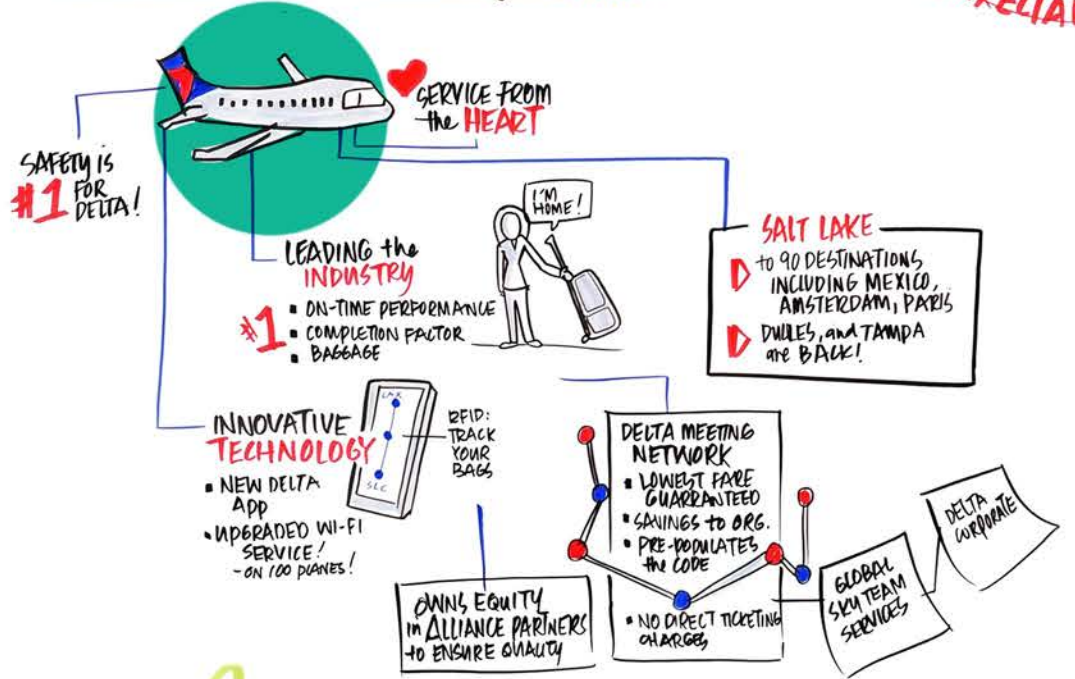 SERVICE FROM
the HEART
SAFETY IS
#1 FOR
DELTA!
I'M
HOME!
LEADING the
INDUSTRY
#1
▪ ON-TIME PERFORMANCE
▪ COMPLETION FACTOR
▪ BAGGAGE
SALT LAKE
to 90 DESTINATIONS
INCLUDING MEXICO,
AMSTERDAM, PARIS
DULLES, and TAMPA
are BACK!
INNOVATIVE
TECHNOLOGY
▪ NEW DELTA
APP
▪ UPGRADED WI-FI
SERVICE!
- ON 100 PLANES!
LAX
SLC
RFID:
TRACK
YOUR
BAGS
OWNS EQUITY
in ALLIANCE PARTNERS
to ENSURE QUALITY
DELTA MEETING
NETWORK
▪ LOWEST FARE
GUARRANTEED
▪ SAVINGS to ORG.
▪ PRE-POPULATES
the CODE
▪ NO DIRECT TICKETING
CHARGES
GLOBAL
SKY TEAM
SERVICES
DELTA
CORPORATE